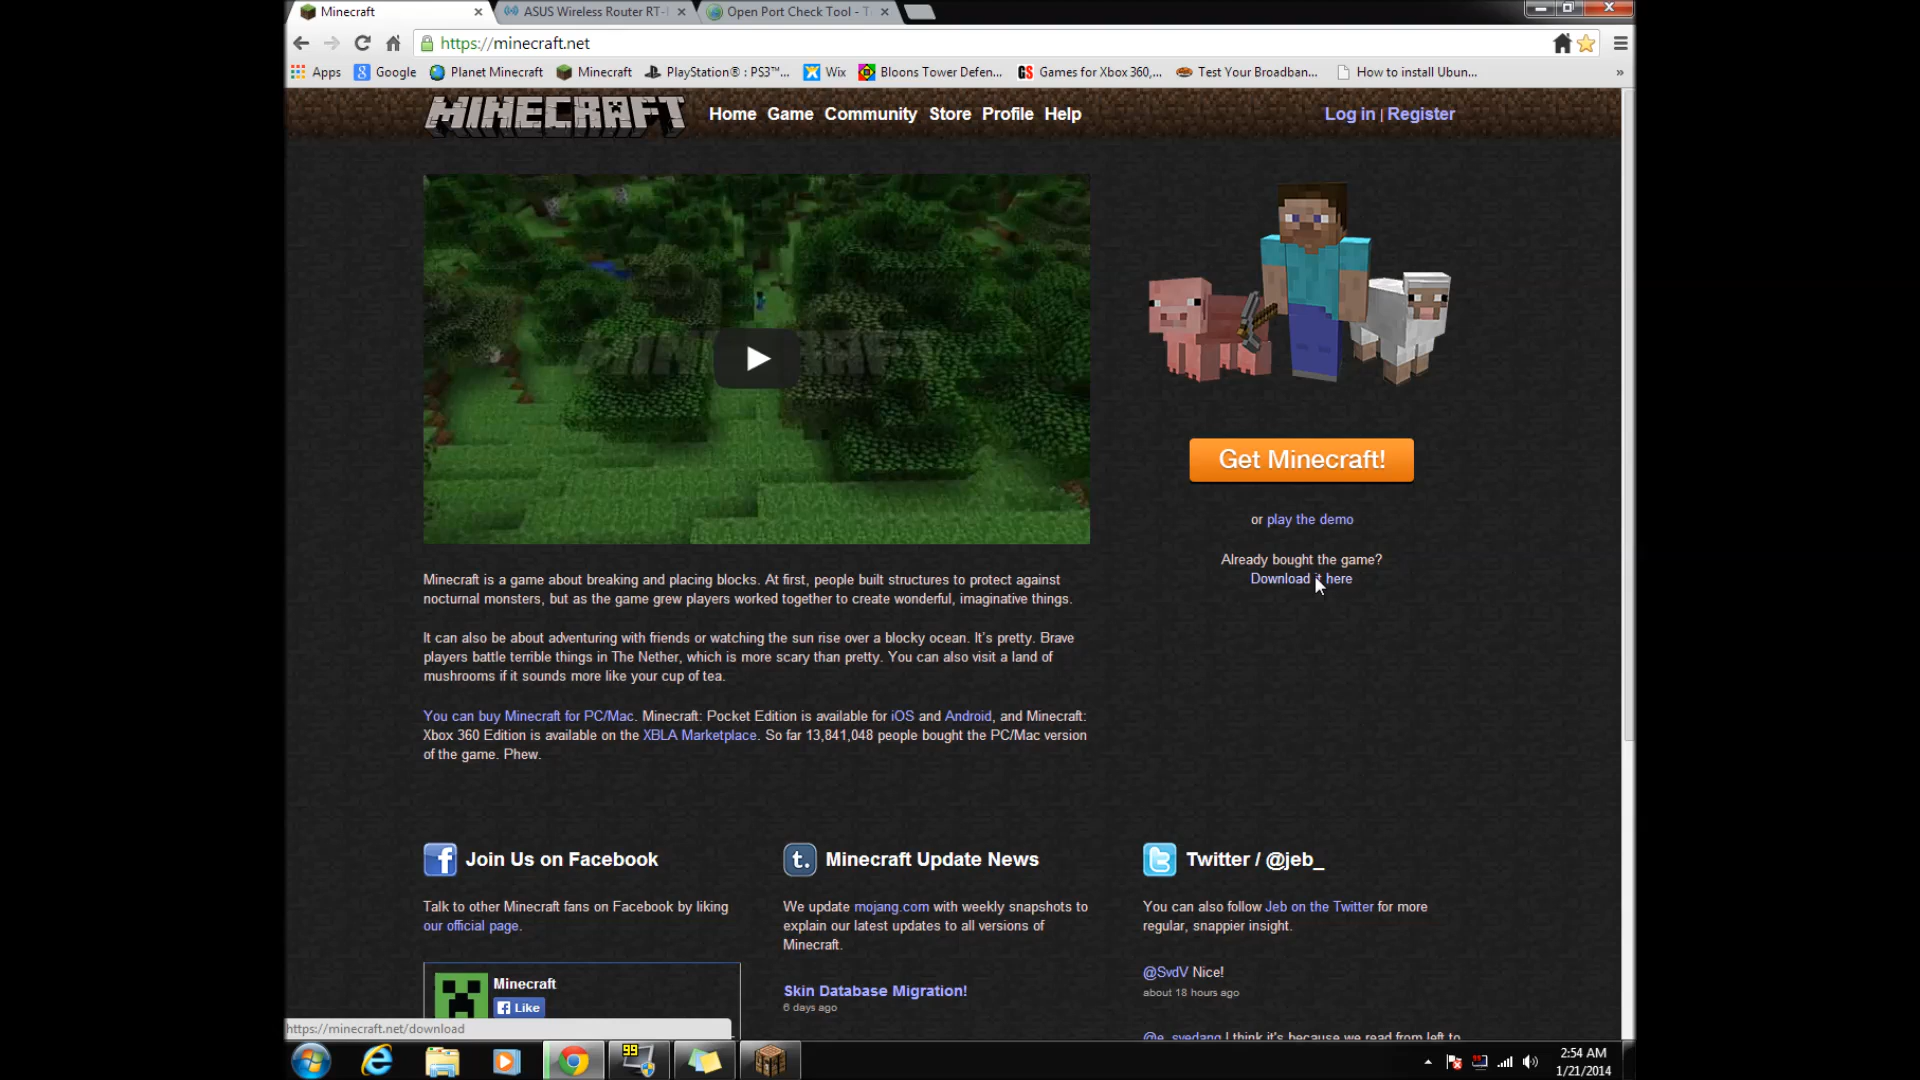 Minecraft
ASUS Wireless Router RT-
Open Port Check Tool - T
https://minecraft.net
Apps
Google
Planet Minecraft
Minecraft
PlayStation® : PS3™...
Wix
Bloons Tower Defen...
GS Games for Xbox 360,...
Test Your Broadban...
How to install Ubun...
»
MINECRAFT
Home Game Community Store Profile Help
Log in | Register
MINECRAFT
Get Minecraft!
or play the demo
Already bought the game?
Download it here
Minecraft is a game about breaking and placing blocks. At first, people built structures to protect against
nocturnal monsters, but as the game grew players worked together to create wonderful, imaginative things.
It can also be about adventuring with friends or watching the sun rise over a blocky ocean. It's pretty. Brave
players battle terrible things in The Nether, which is more scary than pretty. You can also visit a land of
mushrooms if it sounds more like your cup of tea.
You can buy Minecraft for PC/Mac. Minecraft: Pocket Edition is available for iOS and Android, and Minecraft:
Xbox 360 Edition is available on the XBLA Marketplace. So far 13,841,048 people bought the PC/Mac version
of the game. Phew.
Join Us on Facebook
Talk to other Minecraft fans on Facebook by liking
our official page.
Minecraft
Like
t. Minecraft Update News
We update mojang.com with weekly snapshots to
explain our latest updates to all versions of
Minecraft.
Skin Database Migration!
6 days ago
Twitter / @jeb_
You can also follow Jeb on the Twitter for more
regular, snappier insight.
@SvdV Nice!
about 18 hours ago
@e_svedang I think it's because we read from left to
https://minecraft.net/download
99
2:54 AM
1/21/2014